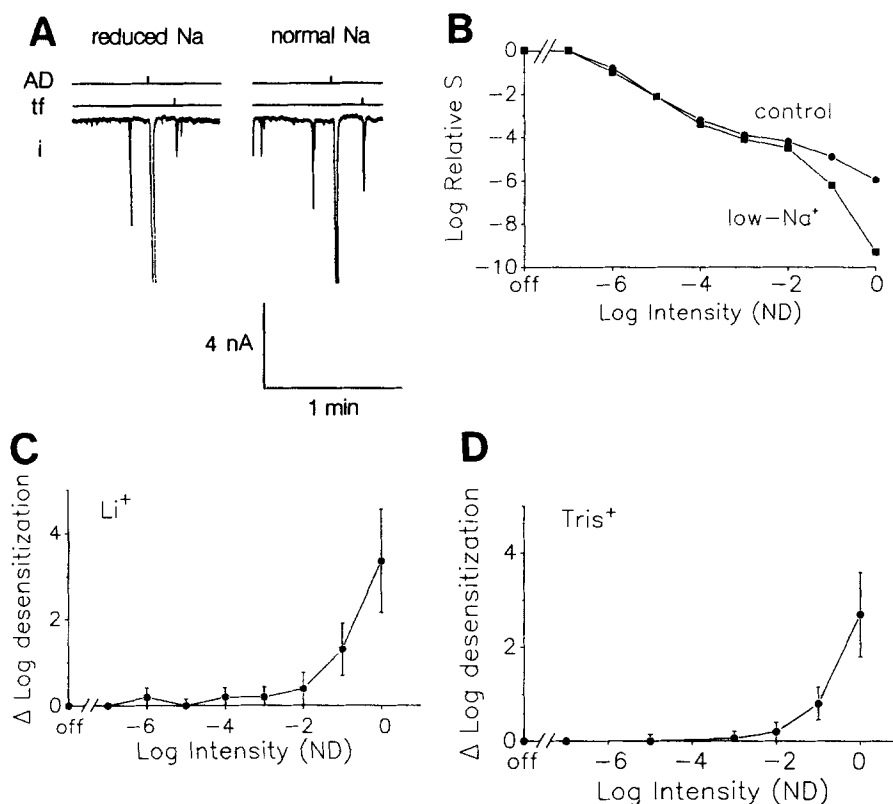 A
reduced Na
normal Na
AD
tf
i
4 nA
1 min
B
Log Relative S
0
−2
−4
−6
−8
−10
control
low−Na⁺
off
−6
−4
−2
0
Log Intensity (ND)
C
Δ Log desensitization
Li⁺
4
2
0
off
−6
−4
−2
0
Log Intensity (ND)
D
Δ Log desensitization
Tris⁺
4
2
0
off
−6
−4
−2
0
Log Intensity (ND)